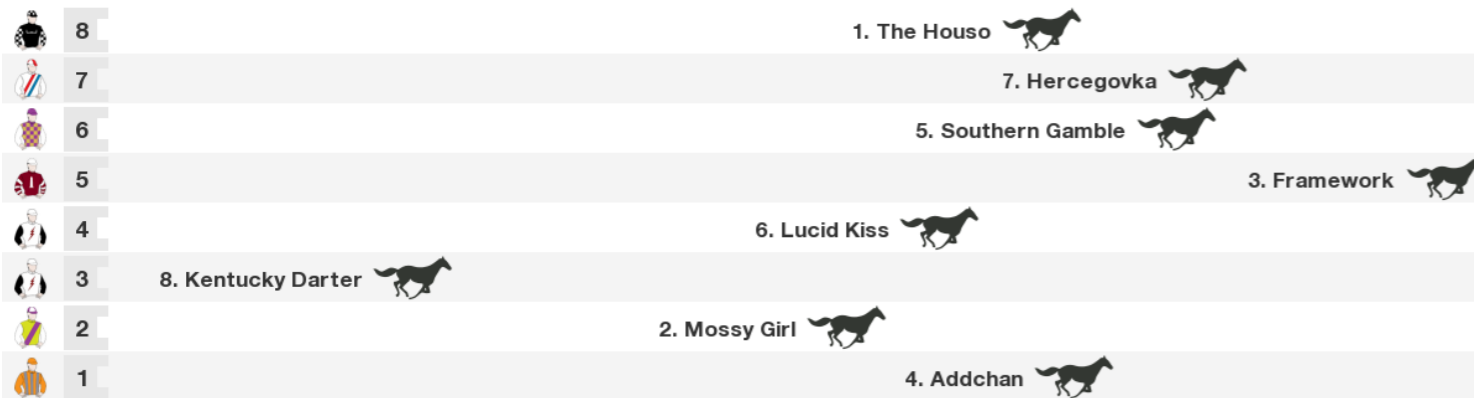 8 1. The Houso
7 7. Hercegovka
6 5. Southern Gamble
5 3. Framework
4 6. Lucid Kiss
3 8. Kentucky Darter
2 2. Mossy Girl
1 4. Addchan